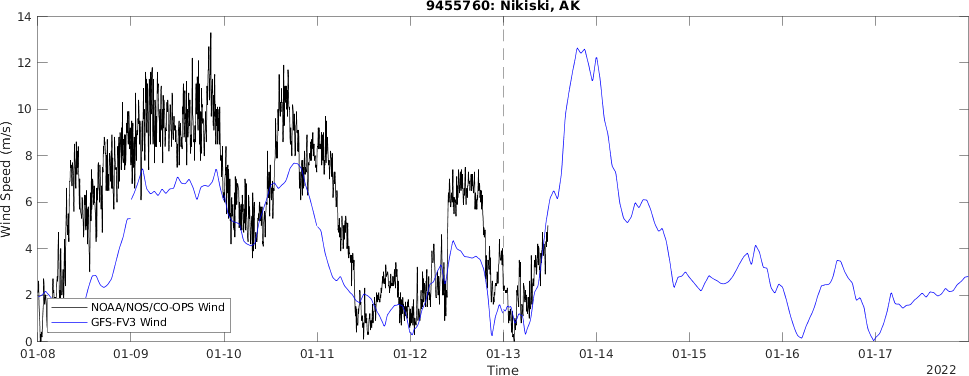 9455760: Nikiski, AK
14
12
10
8
6
4
2
0
Wind Speed (m/s)
NOAA/NOS/CO-OPS Wind
GFS-FV3 Wind
01-08 01-09 01-10 01-11 01-12 01-13 01-14 01-15 01-16 01-17
Time
2022